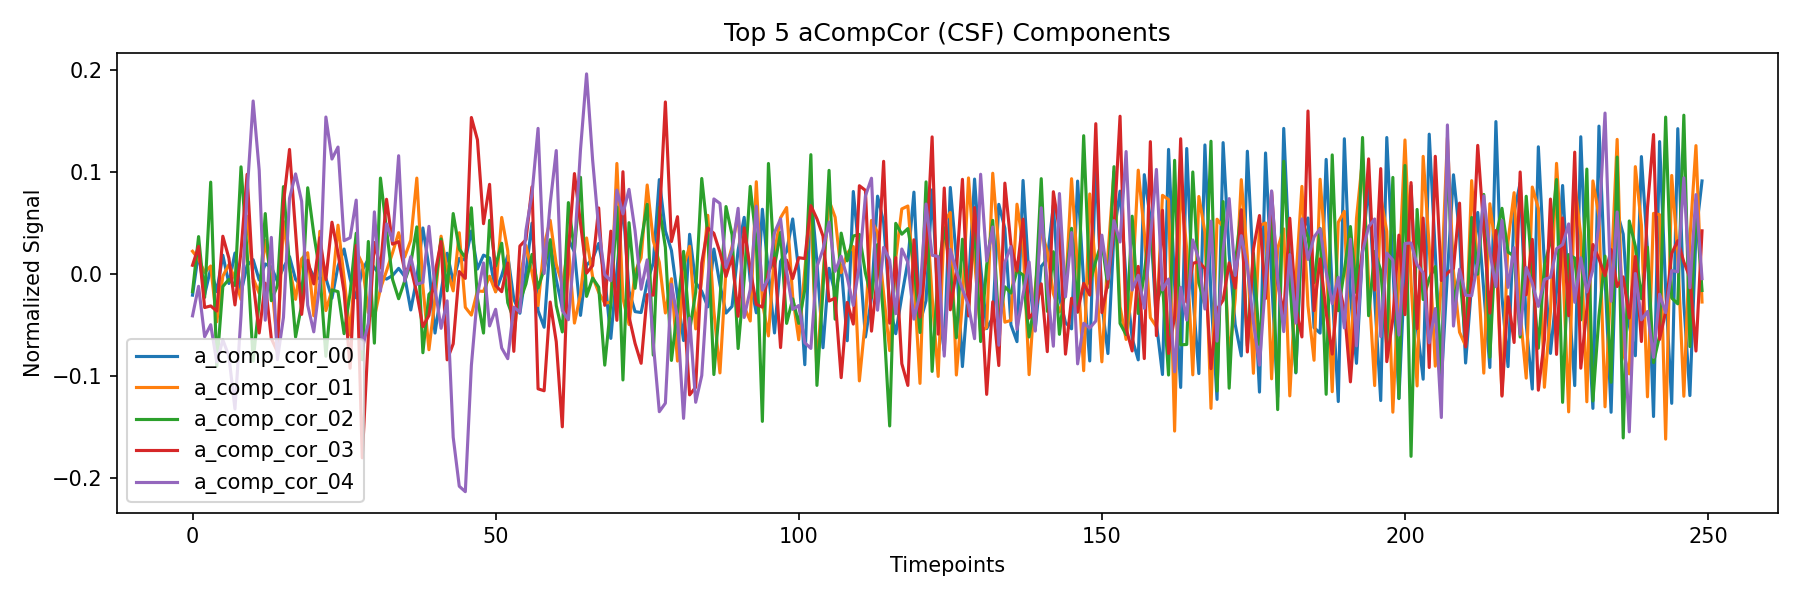 Top 5 aCompCor (CSF) Components
Normalized Signal
0.2
0.1
0.0
−0.1
−0.2
a_comp_cor_00
a_comp_cor_01
a_comp_cor_02
a_comp_cor_03
a_comp_cor_04
0 50 100 150 200 250
Timepoints